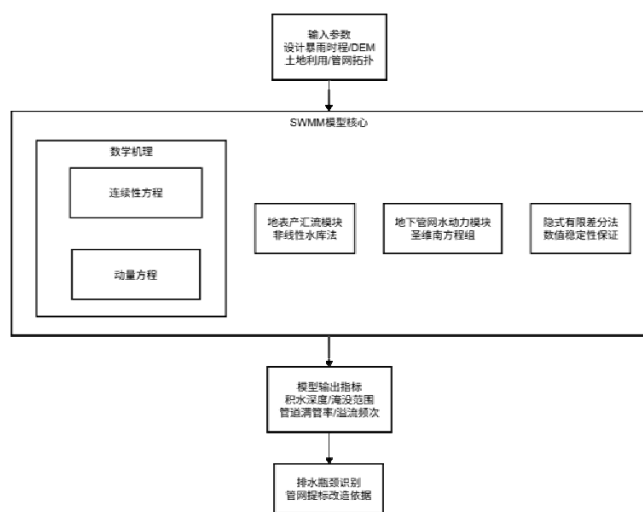 输入参数
设计暴雨时程/DEM
土地利用/管网拓扑
SWMM模型核心
数学机理
连续性方程
动量方程
地表产汇流模块
非线性水库法
地下管网水动力模块
圣维南方程组
隐式有限差分法
数值稳定性保证
模型输出指标
积水深度/淹没范围
管道满管率/溢流频次
排水瓶颈识别
管网提标改造依据